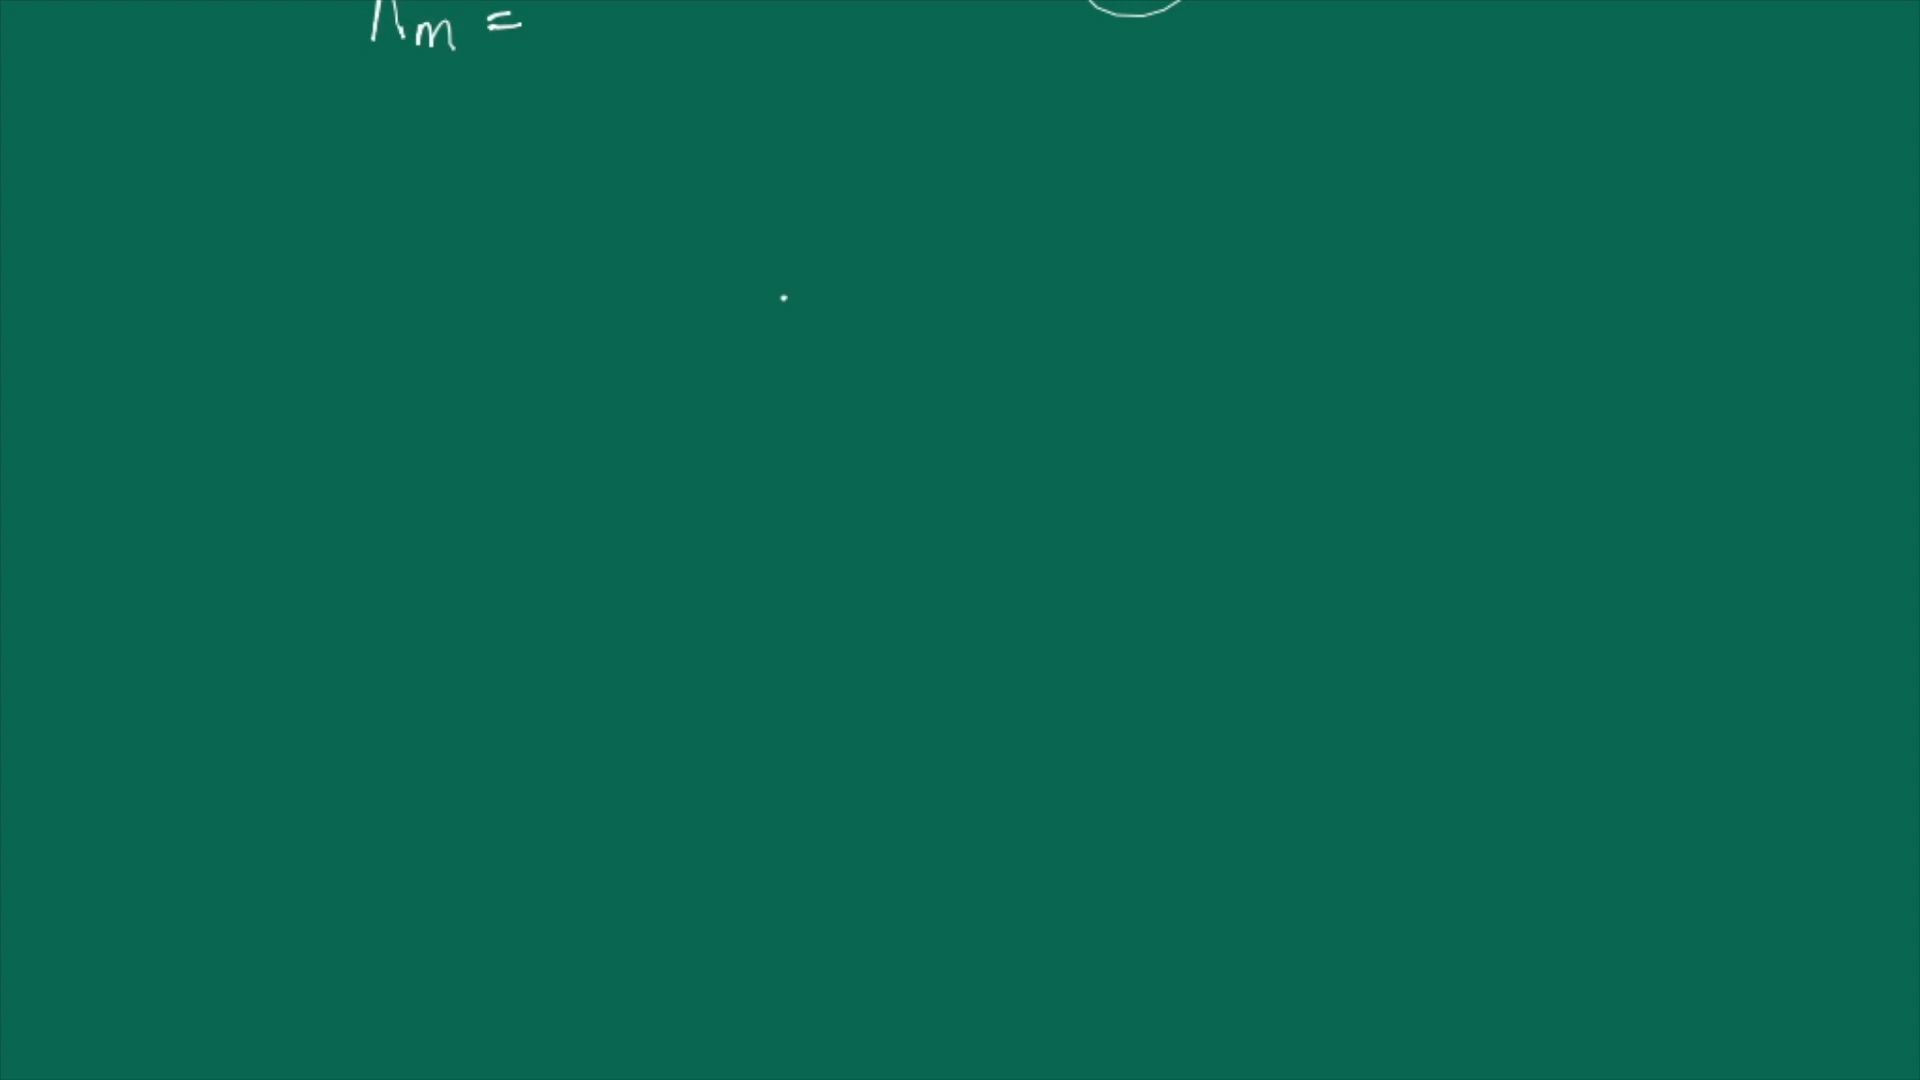 Λm =